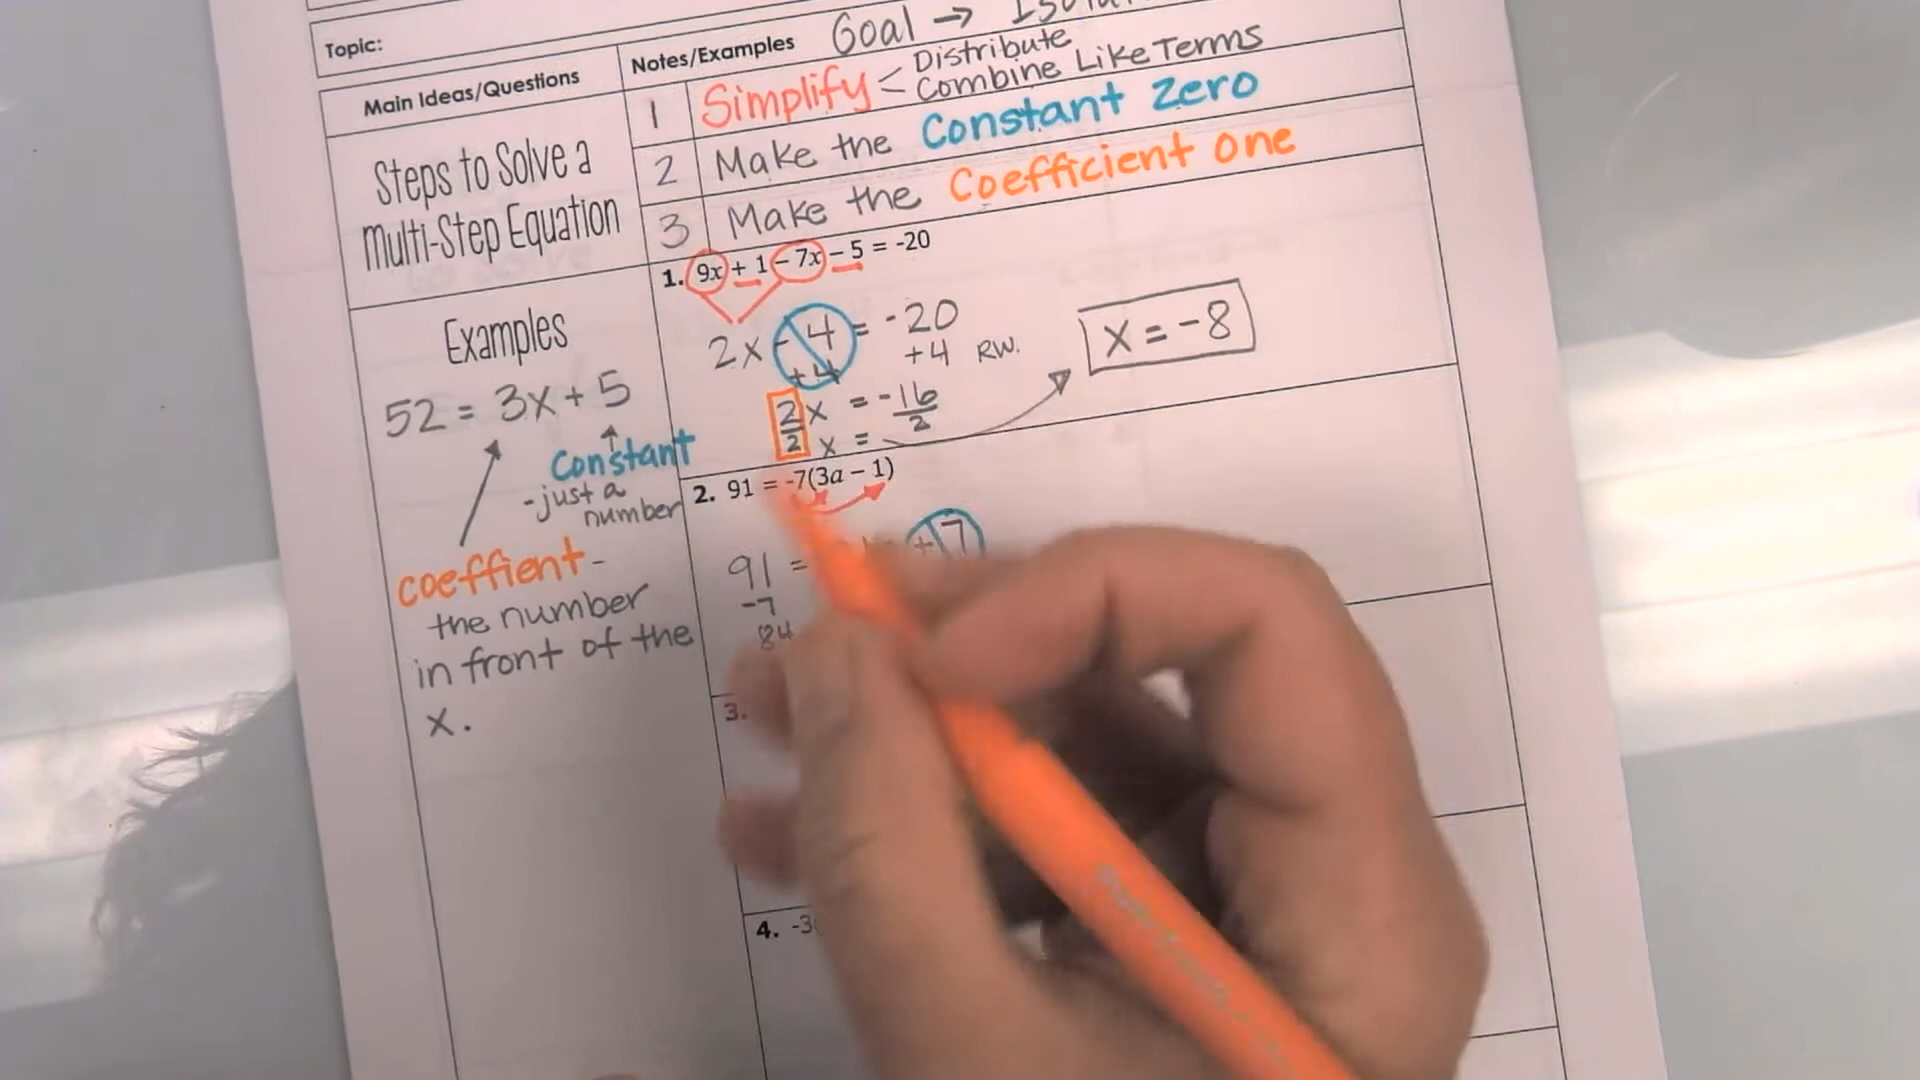 Topic:
Main Ideas/Questions
Notes/Examples Goal →
Steps to Solve a
Multi-Step Equation
1 Simplify < Distribute
Combine Like Terms
2 Make the Constant Zero
3 Make the Coefficient One
Examples
52 = 3x + 5
Constant
- just a
number
coeffient -
the number
in front of the
x.
1. 9x + 1 − 7x − 5 = -20
2x − 4 = -20
+4 +4 RW.
2/2 x = -16/2
x =
x = -8
2. 91 = -7(3a − 1)
91 = +7
-7
84
3.
4. -3(